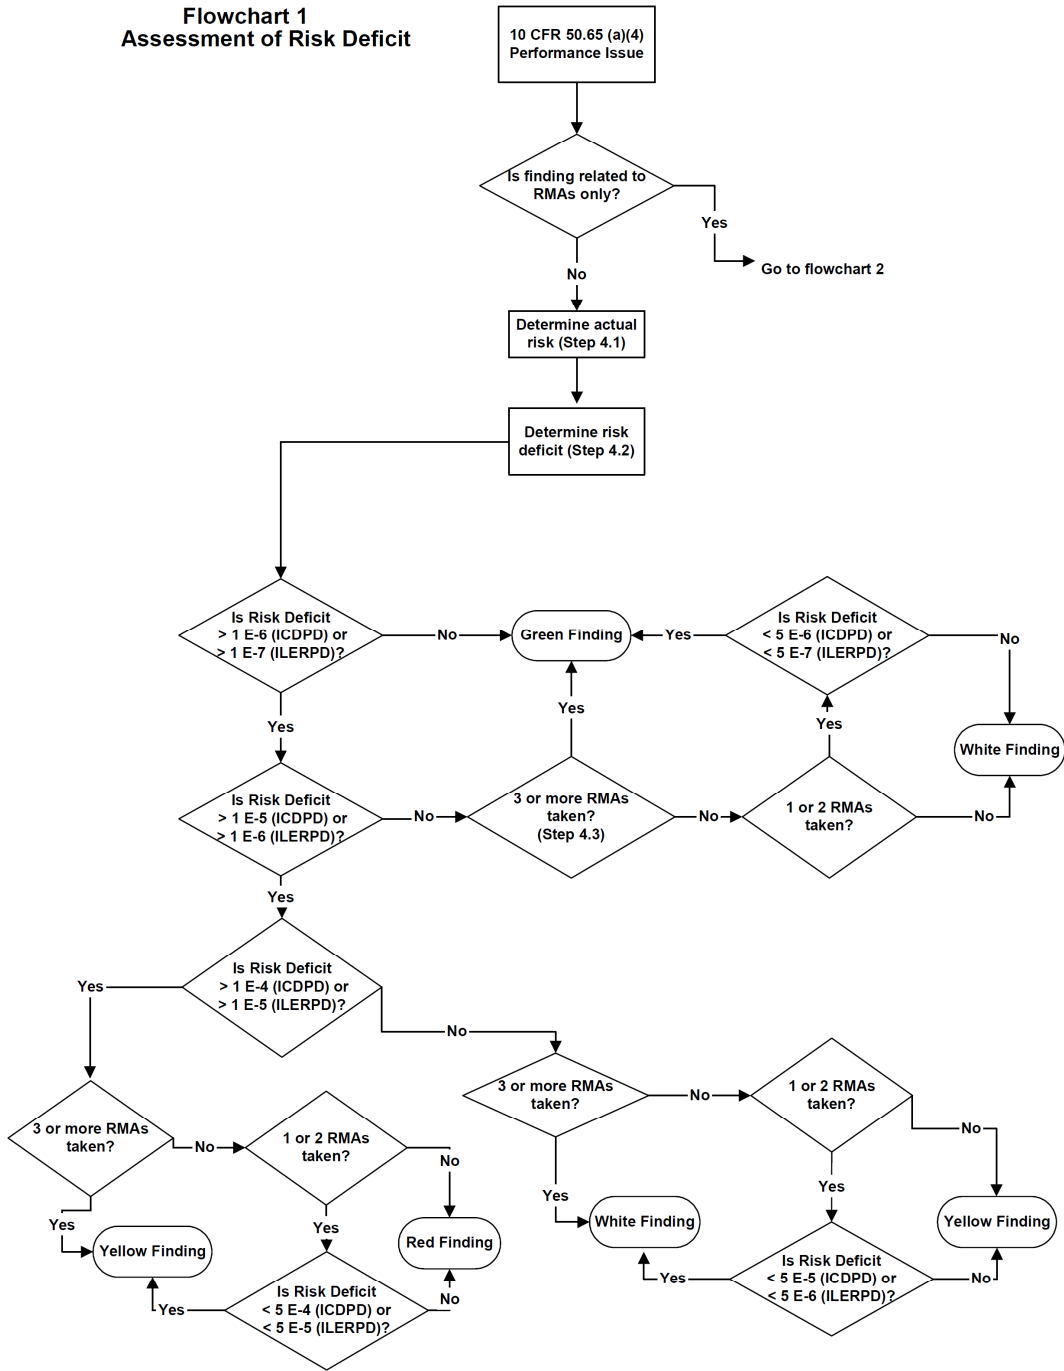 Flowchart 1
Assessment of Risk Deficit
10 CFR 50.65 (a)(4)
Performance Issue
Is finding related to
RMAs only?
Yes
Go to flowchart 2
No
Determine actual
risk (Step 4.1)
Determine risk
deficit (Step 4.2)
Is Risk Deficit
> 1 E-6 (ICDPD) or
> 1 E-7 (ILERPD)?
No
Green Finding
Yes
Is Risk Deficit
< 5 E-6 (ICDPD) or
< 5 E-7 (ILERPD)?
No
Yes
Yes
Yes
White Finding
Is Risk Deficit
> 1 E-5 (ICDPD) or
> 1 E-6 (ILERPD)?
No
3 or more RMAs
taken?
(Step 4.3)
No
1 or 2 RMAs
taken?
No
Yes
Is Risk Deficit
> 1 E-4 (ICDPD) or
> 1 E-5 (ILERPD)?
Yes
No
3 or more RMAs
taken?
No
1 or 2 RMAs
taken?
No
3 or more RMAs
taken?
No
1 or 2 RMAs
taken?
No
Yes
Yes
Yes
Yes
Yellow Finding
Red Finding
White Finding
Yellow Finding
Is Risk Deficit
< 5 E-4 (ICDPD) or
< 5 E-5 (ILERPD)?
Yes
No
Is Risk Deficit
< 5 E-5 (ICDPD) or
< 5 E-6 (ILERPD)?
Yes
No